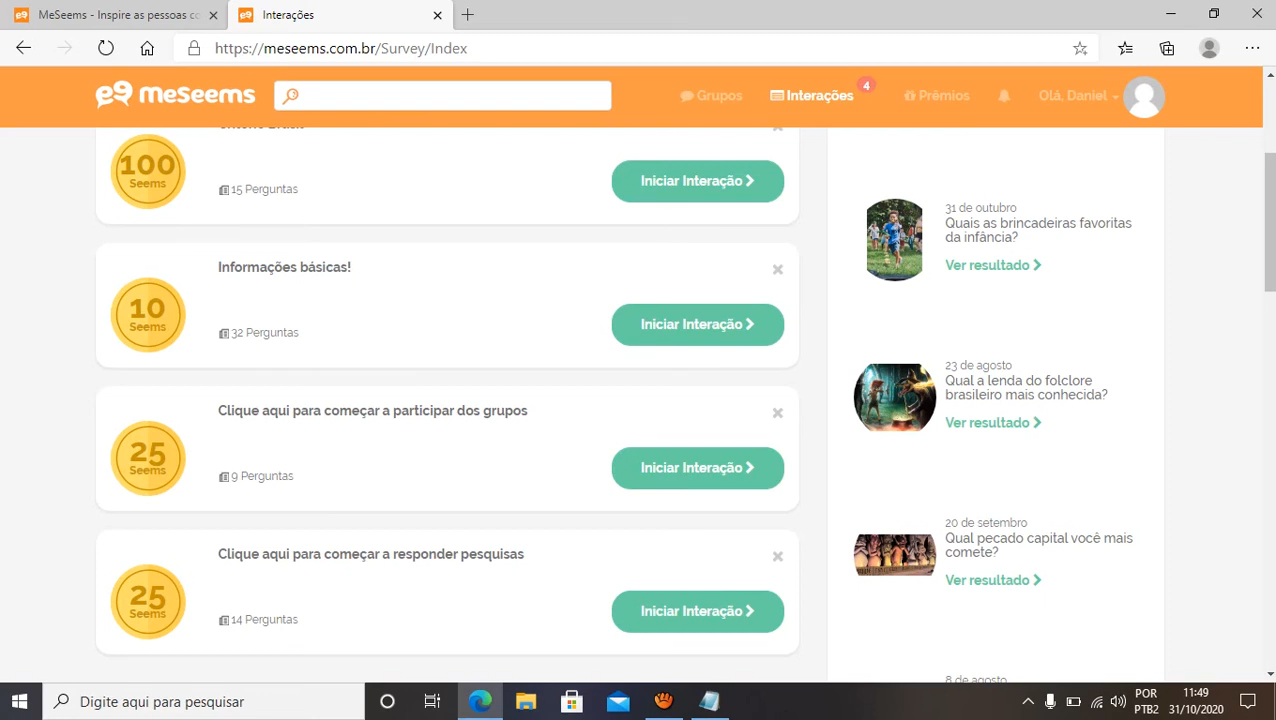 MeSeems - Inspire as pessoas co
Interações
https://meseems.com.br/Survey/Index
e9 meSeems
Grupos
Interações
4
Prêmios
Olá, Daniel
100
Seems
15 Perguntas
Iniciar Interação
Informações básicas!
10
Seems
32 Perguntas
Iniciar Interação
Clique aqui para começar a participar dos grupos
25
Seems
9 Perguntas
Iniciar Interação
Clique aqui para começar a responder pesquisas
25
Seems
14 Perguntas
Iniciar Interação
31 de outubro
Quais as brincadeiras favoritas
da infância?
Ver resultado
23 de agosto
Qual a lenda do folclore
brasileiro mais conhecida?
Ver resultado
20 de setembro
Qual pecado capital você mais
comete?
Ver resultado
8 de agosto
Digite aqui para pesquisar
POR
PTB2
11:49
31/10/2020